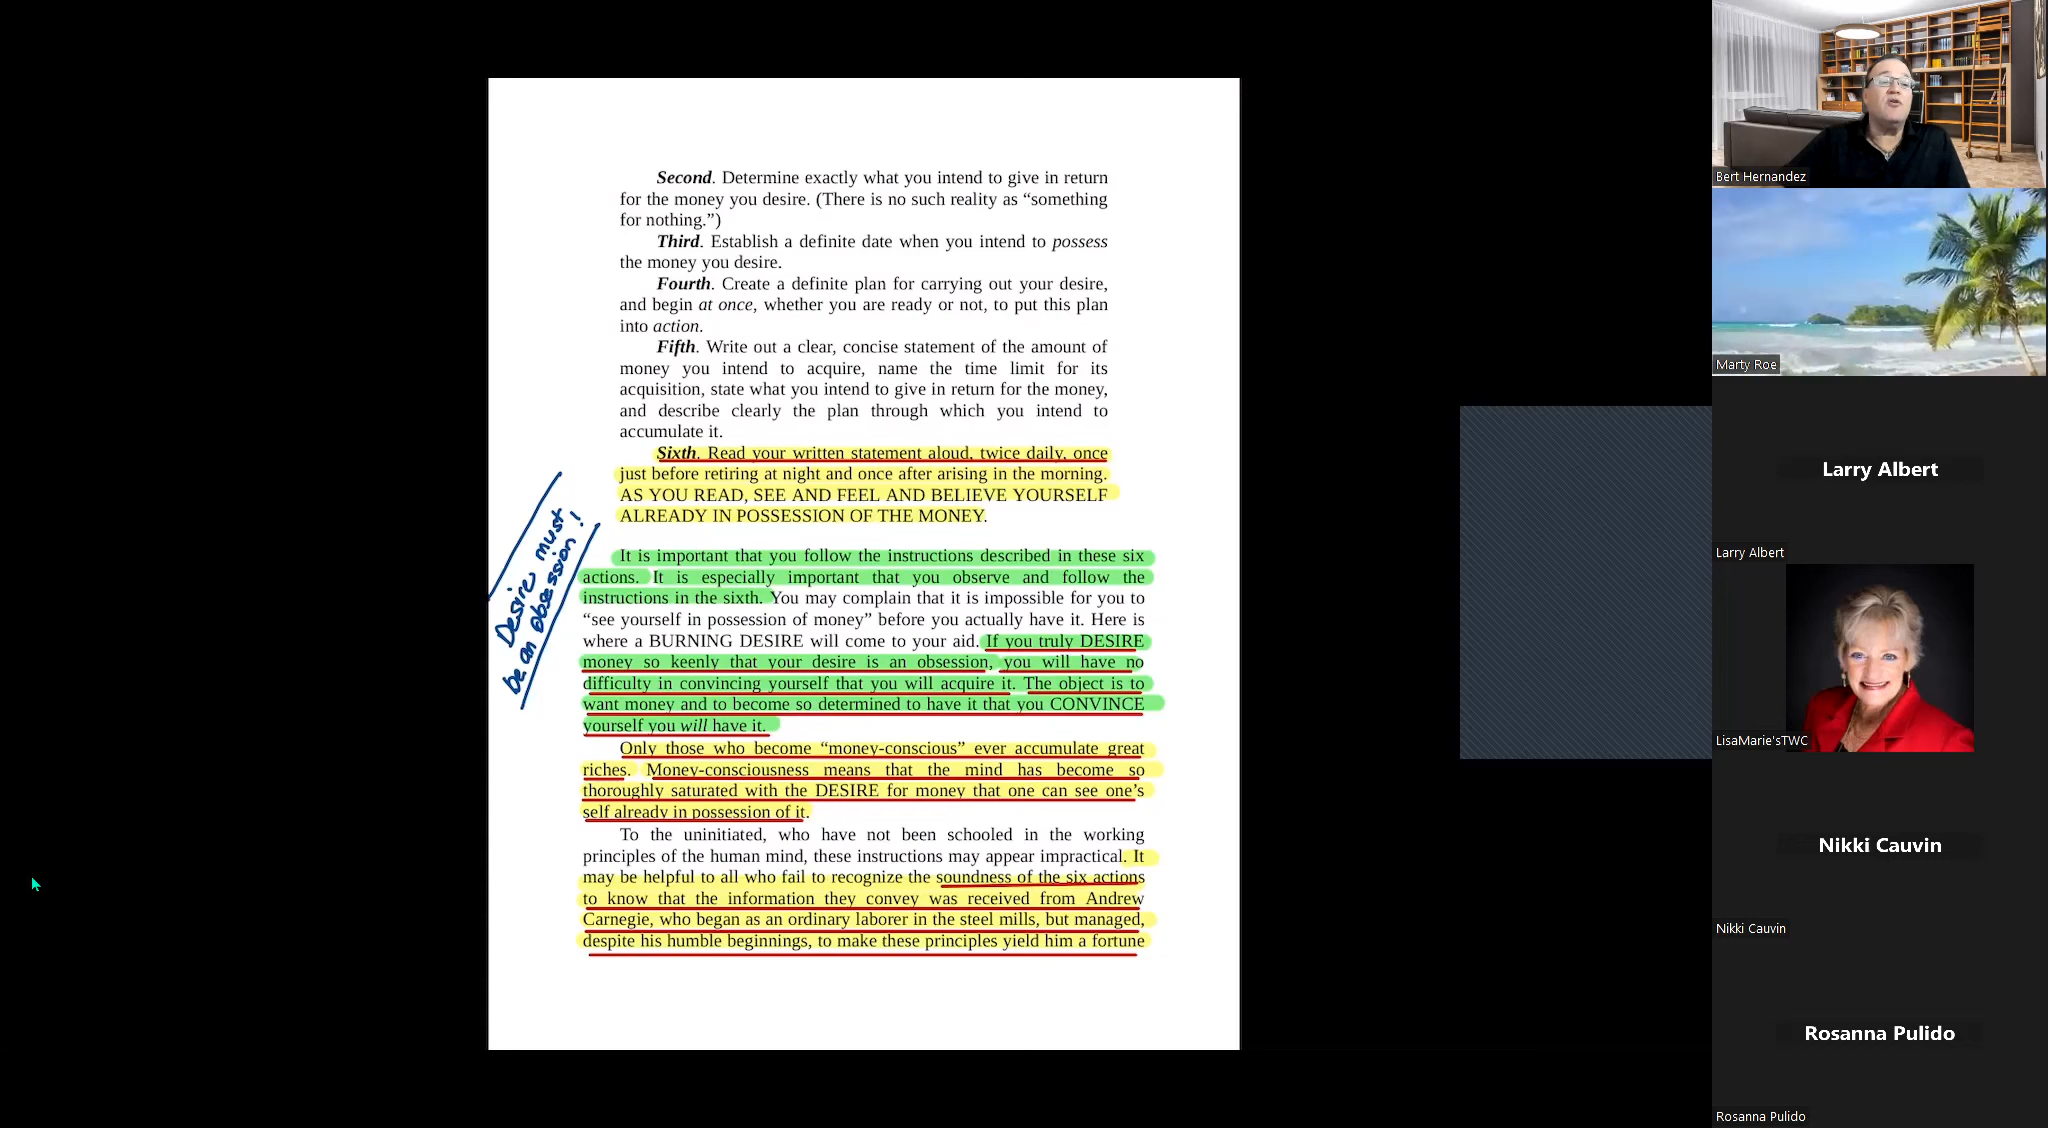 Second. Determine exactly what you intend to give in return
for the money you desire. (There is no such reality as “something
for nothing.”)
Third. Establish a definite date when you intend to possess
the money you desire.
Fourth. Create a definite plan for carrying out your desire,
and begin at once, whether you are ready or not, to put this plan
into action.
Fifth. Write out a clear, concise statement of the amount of
money you intend to acquire, name the time limit for its
acquisition, state what you intend to give in return for the money,
and describe clearly the plan through which you intend to
accumulate it.
Sixth. Read your written statement aloud, twice daily, once
just before retiring at night and once after arising in the morning.
AS YOU READ, SEE AND FEEL AND BELIEVE YOURSELF
ALREADY IN POSSESSION OF THE MONEY.
Desire must
be an obsession!
It is important that you follow the instructions described in these six
actions. It is especially important that you observe and follow the
instructions in the sixth. You may complain that it is impossible for you to
“see yourself in possession of money” before you actually have it. Here is
where a BURNING DESIRE will come to your aid. If you truly DESIRE
money so keenly that your desire is an obsession, you will have no
difficulty in convincing yourself that you will acquire it. The object is to
want money and to become so determined to have it that you CONVINCE
yourself you will have it.
Only those who become “money-conscious” ever accumulate great
riches. Money-consciousness means that the mind has become so
thoroughly saturated with the DESIRE for money that one can see one’s
self already in possession of it.
To the uninitiated, who have not been schooled in the working
principles of the human mind, these instructions may appear impractical. It
may be helpful to all who fail to recognize the soundness of the six actions
to know that the information they convey was received from Andrew
Carnegie, who began as an ordinary laborer in the steel mills, but managed,
despite his humble beginnings, to make these principles yield him a fortune
Bert Hernandez
Marty Roe
Larry Albert
Larry Albert
LisaMarie'sTWC
Nikki Cauvin
Nikki Cauvin
Rosanna Pulido
Rosanna Pulido